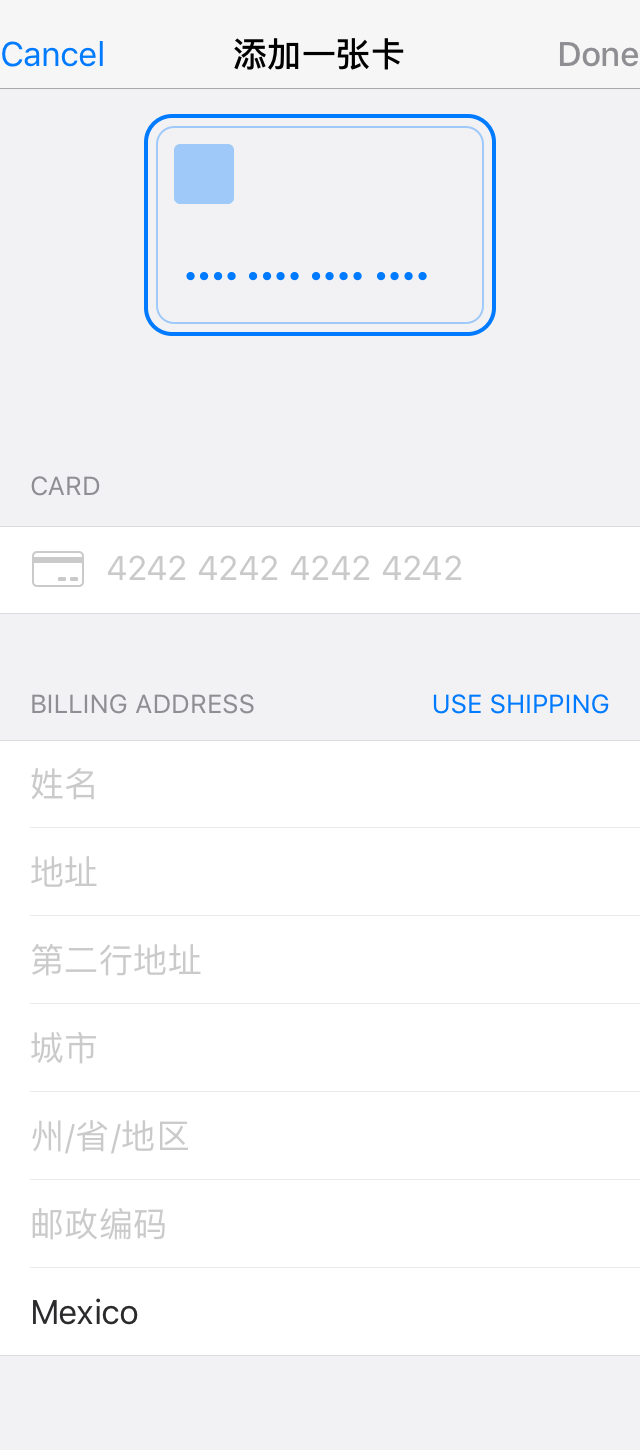 Cancel 添加一张卡 Done
•••• •••• •••• ••••
CARD
4242 4242 4242 4242
BILLING ADDRESS USE SHIPPING
姓名
地址
第二行地址
城市
州/省/地区
邮政编码
Mexico